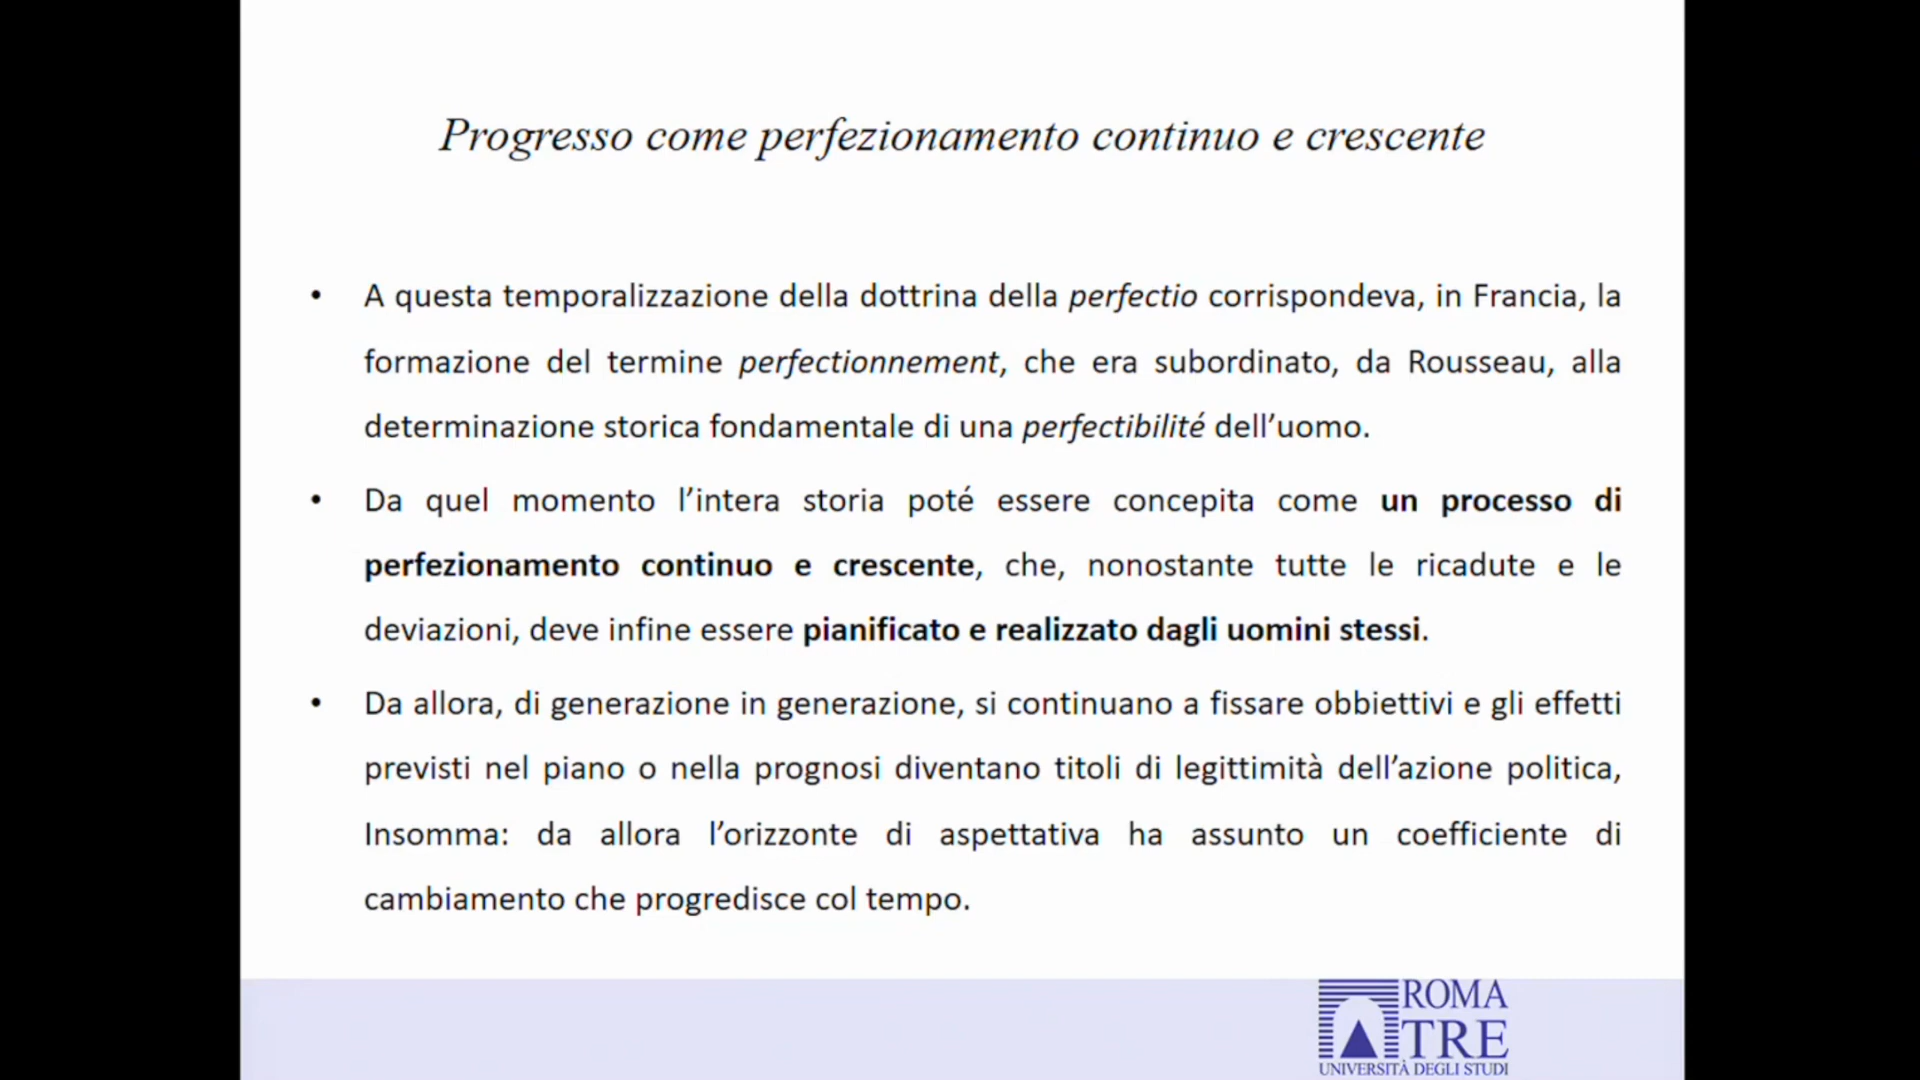 Progresso come perfezionamento continuo e crescente
• A questa temporalizzazione della dottrina della perfectio corrispondeva, in Francia, la
formazione del termine perfectionnement, che era subordinato, da Rousseau, alla
determinazione storica fondamentale di una perfectibilité dell’uomo.
• Da quel momento l’intera storia poté essere concepita come un processo di
perfezionamento continuo e crescente, che, nonostante tutte le ricadute e le
deviazioni, deve infine essere pianificato e realizzato dagli uomini stessi.
• Da allora, di generazione in generazione, si continuano a fissare obbiettivi e gli effetti
previsti nel piano o nella prognosi diventano titoli di legittimità dell’azione politica,
Insomma: da allora l’orizzonte di aspettativa ha assunto un coefficiente di
cambiamento che progredisce col tempo.
ROMA
TRE
UNIVERSITÀ DEGLI STUDI